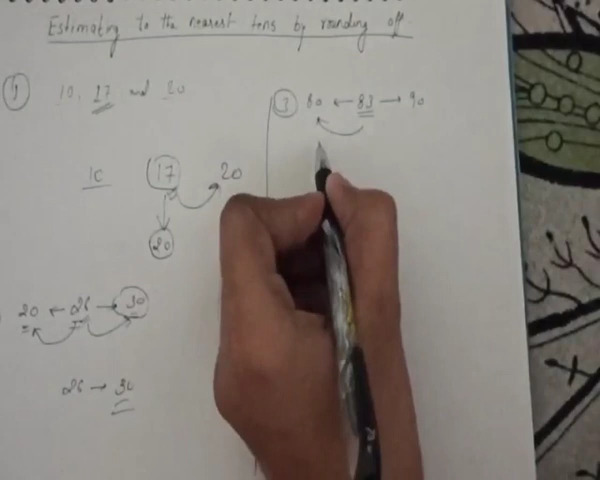 Estimating to the nearest tens by rounding off.
1 10, 17 and 20
10 17 20
20
20 ← 26 → 30
26 → 30
3 80 ← 83 → 90